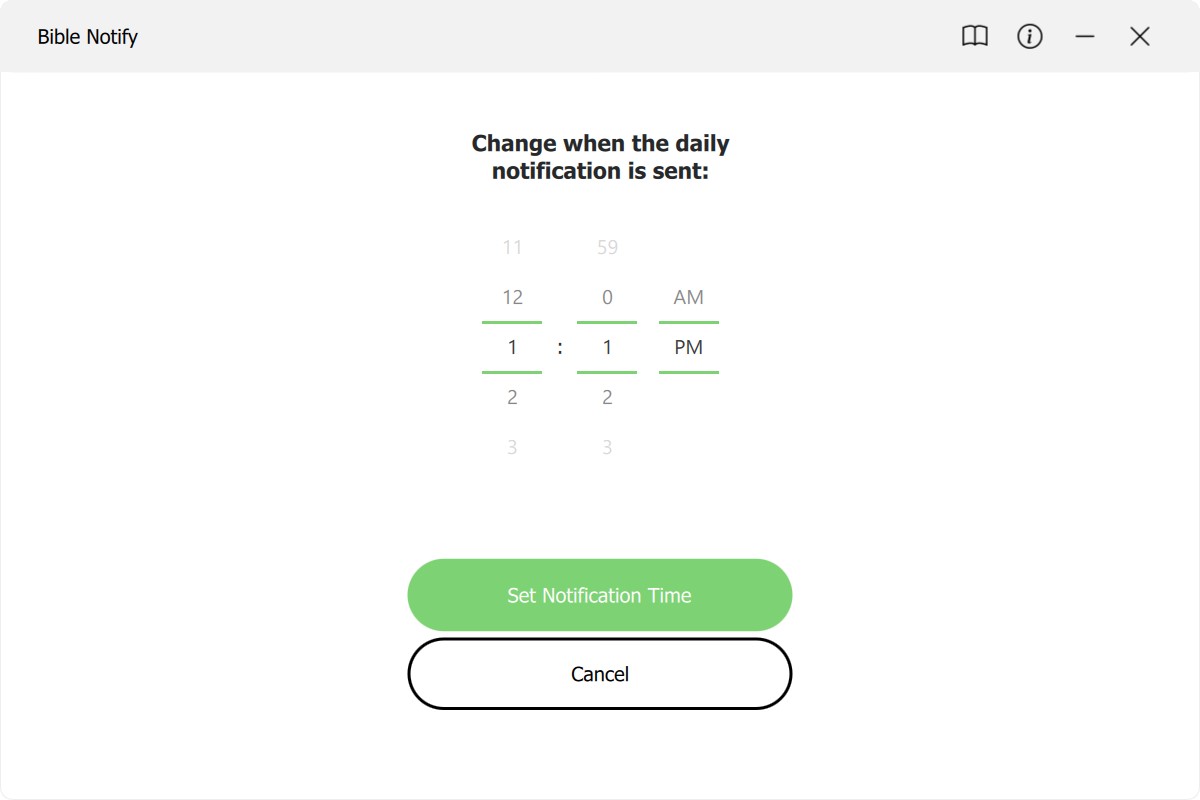 Bible Notify
Change when the daily
notification is sent:
11 59
12 0 AM
1 : 1 PM
2 2
3 3
Set Notification Time
Cancel